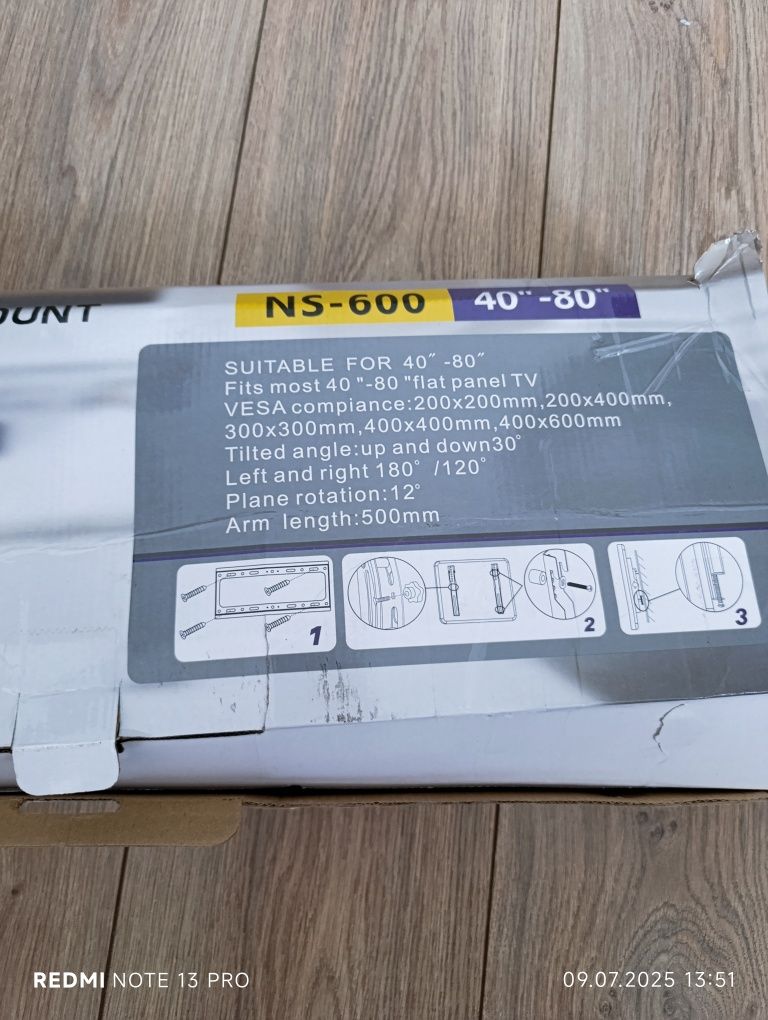 NS-600 40"-80"
SUITABLE FOR 40″ -80″
Fits most 40 "-80 "flat panel TV
VESA compiance:200x200mm,200x400mm,
300x300mm,400x400mm,400x600mm
Tilted angle:up and down30°
Left and right 180° /120°
Plane rotation:12°
Arm length:500mm
1
2
3
REDMI NOTE 13 PRO
09.07.2025 13:51